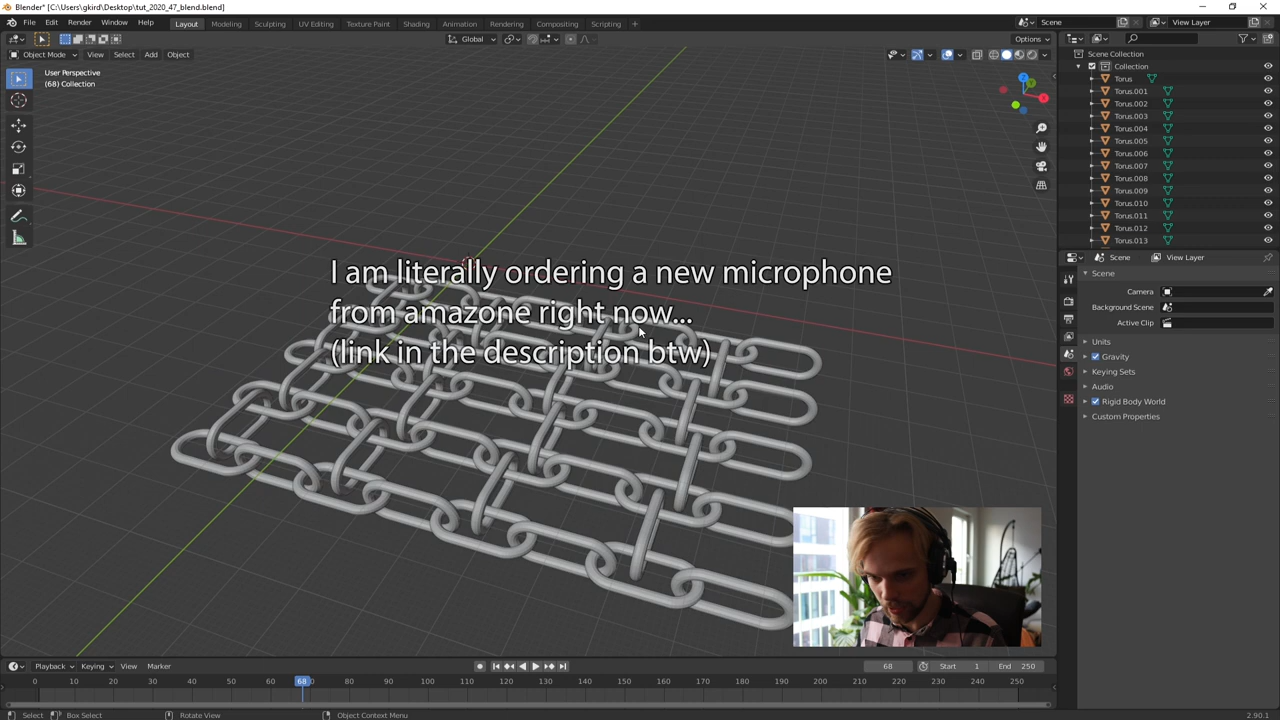 Blender* [C:\Users\gkird\Desktop\tut_2020_47_blend.blend]
File Edit Render Window Help Layout Modeling Sculpting UV Editing Texture Paint Shading Animation Rendering Compositing Scripting Scene View Layer
Global Options
Object Mode View Select Add Object
User Perspective
(68) Collection
Scene Collection
Collection
Torus
Torus.001
Torus.002
Torus.003
Torus.004
Torus.005
Torus.006
Torus.007
Torus.008
Torus.009
Torus.010
Torus.011
Torus.012
Torus.013
Scene View Layer
Scene
Camera
Background Scene
Active Clip
Units
Gravity
Keying Sets
Audio
Rigid Body World
Custom Properties
I am literally ordering a new microphone
from amazone right now...
(link in the description btw)
Playback Keying View Marker 68 Start 1 End 250
0 10 20 30 40 50 60 68 80 90 100 110 120 130 140 150 160 170 180 190 200 210 220 230 240 250
Select Box Select Rotate View Object Context Menu 2.90.1